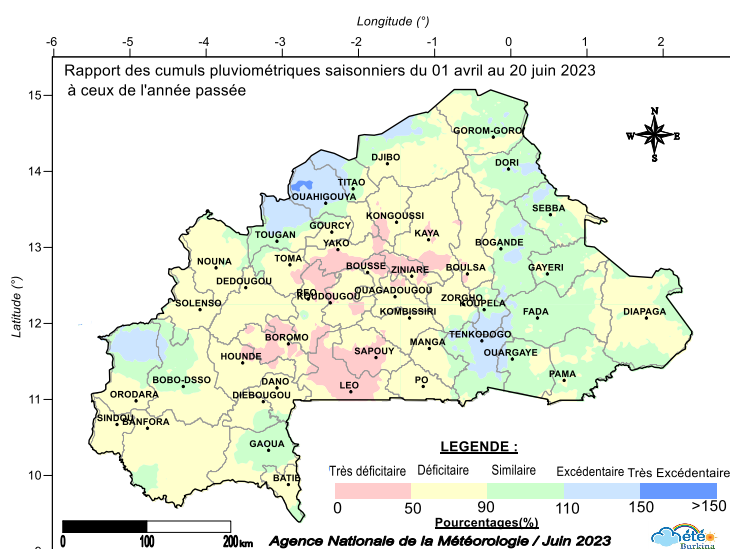 Longitude (°)
-6 -5 -4 -3 -2 -1 0 1 2
Rapport des cumuls pluviométriques saisonniers du 01 avril au 20 juin 2023
à ceux de l'année passée
Latitude (°)
15
14
13
12
11
10
N
W E
S
GOROM-GORO
DJIBO
DORI
TITAO
OUAHIGOUYA
SEBBA
KONGOUSSI
GOURCY
TOUGAN
KAYA
YAKO
BOGANDE
NOUNA
TOMA
BOUSSE
ZINIARE
BOULSA
GAYERI
DEDOUGOU
REO
OUAGADOUGOU
KOUDOUGOU
ZORGHO
KOUPELA
SOLENSO
KOMBISSIRI
FADA
DIAPAGA
TENKODOGO
BOROMO
MANGA
SAPOUY
OUARGAYE
HOUNDE
PAMA
BOBO-DSSO
DANO
LEO
PO
ORODARA
DIEBOUGOU
SINDOU
BANFORA
GAOUA
BATIE
LEGENDE :
Très déficitaire Déficitaire Similaire Excédentaire Très Excédentaire
0 50 90 110 150 >150
Pourcentages(%)
0 100 200 km
Agence Nationale de la Météorologie / Juin 2023
météo
Burkina